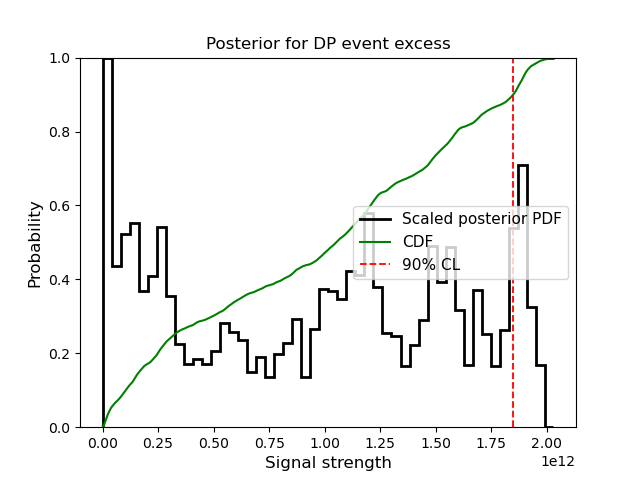 Posterior for DP event excess
1.0
0.8
0.6
0.4
0.2
0.0
Probability
Scaled posterior PDF
CDF
90% CL
0.00 0.25 0.50 0.75 1.00 1.25 1.50 1.75 2.00
1e12
Signal strength